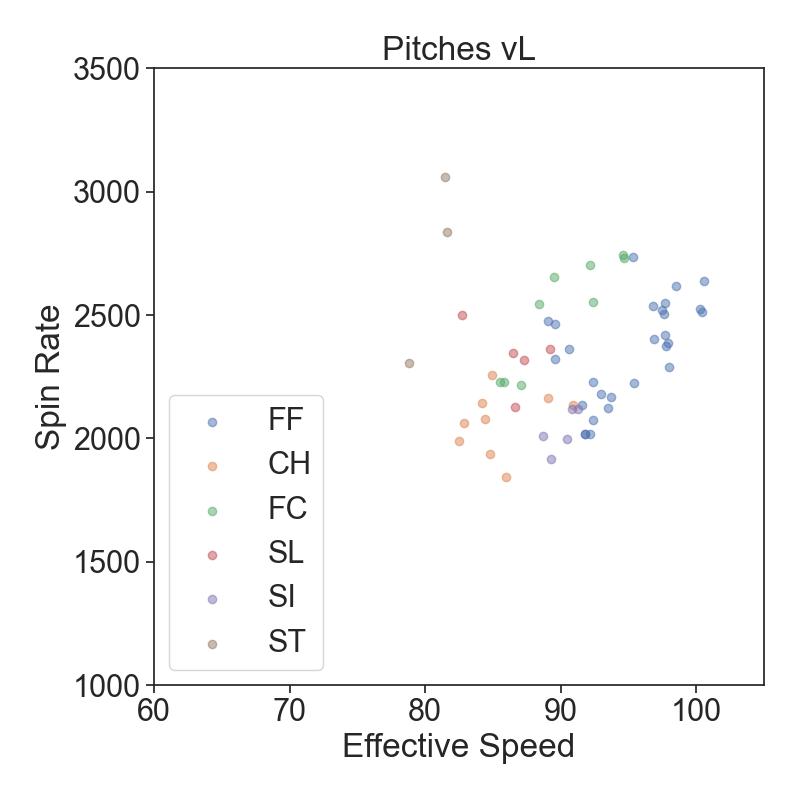 Pitches vL
3500
3000
2500
2000
1500
1000
Spin Rate
FF
CH
FC
SL
SI
ST
60 70 80 90 100
Effective Speed